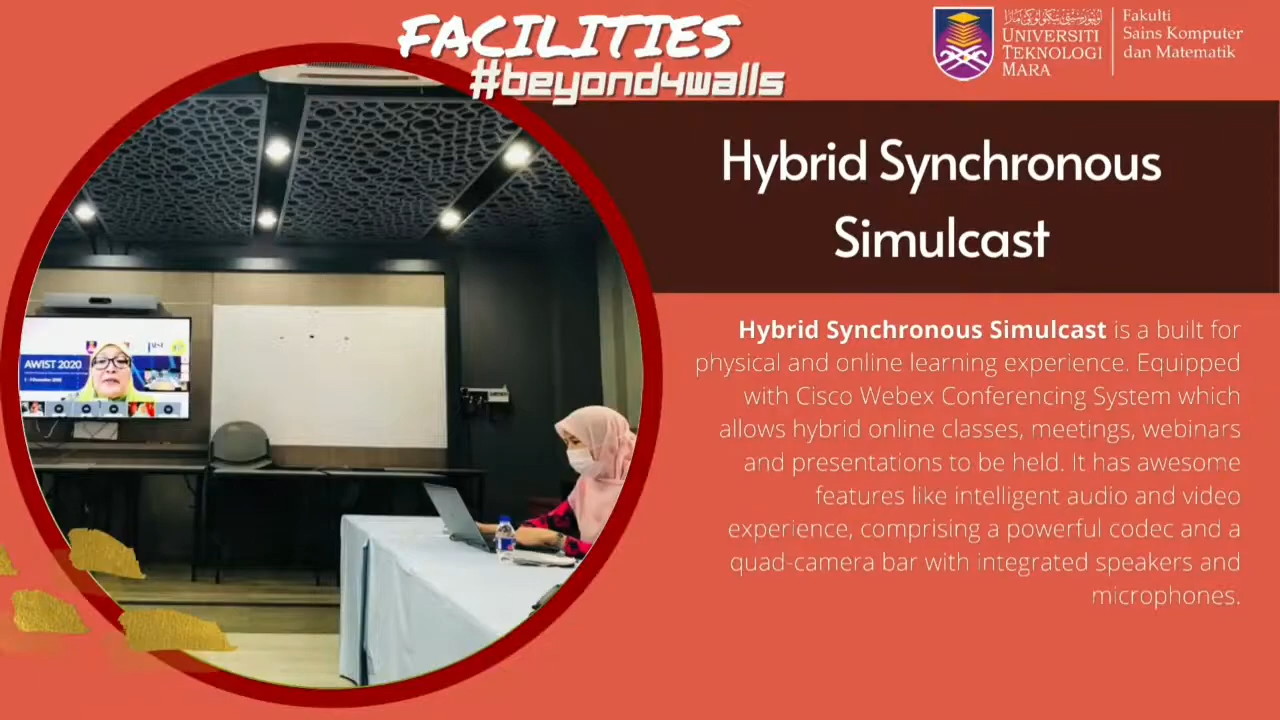 FACILITIES
#beyond4walls
UNIVERSITI
TEKNOLOGI
MARA
Fakulti
Sains Komputer
dan Matematik
Hybrid Synchronous
Simulcast
Hybrid Synchronous Simulcast is a built for
physical and online learning experience. Equipped
with Cisco Webex Conferencing System which
allows hybrid online classes, meetings, webinars
and presentations to be held. It has awesome
features like intelligent audio and video
experience, comprising a powerful codec and a
quad-camera bar with integrated speakers and
microphones.
AWIST 2020